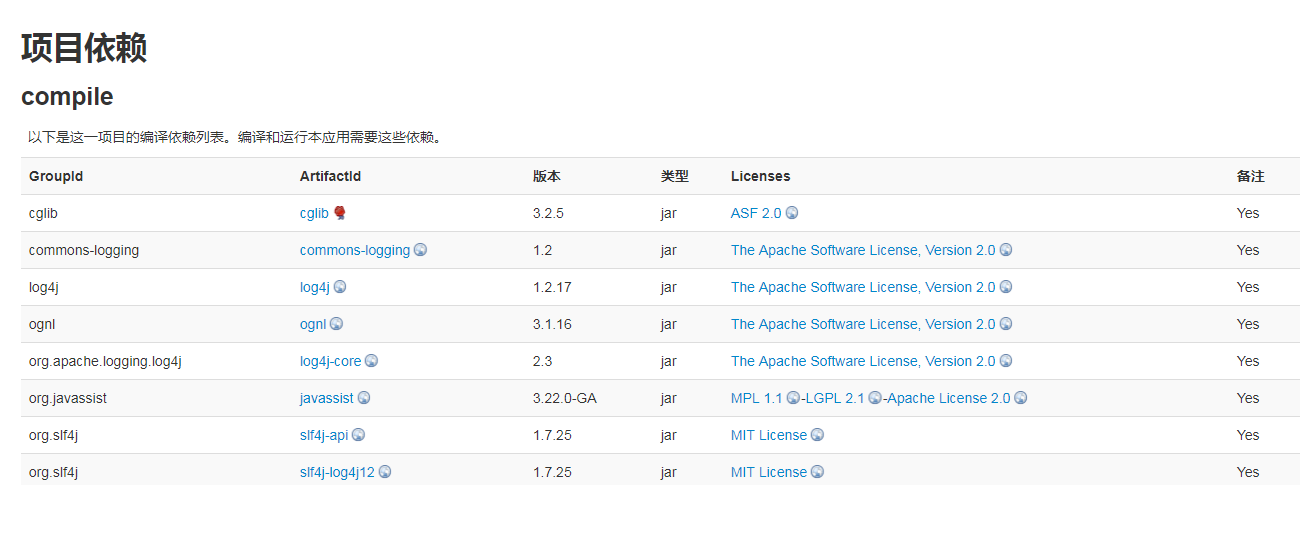 项目依赖
compile
以下是这一项目的编译依赖列表。编译和运行本应用需要这些依赖。
GroupId ArtifactId 版本 类型 Licenses 备注
cglib cglib 3.2.5 jar ASF 2.0 Yes
commons-logging commons-logging 1.2 jar The Apache Software License, Version 2.0 Yes
log4j log4j 1.2.17 jar The Apache Software License, Version 2.0 Yes
ognl ognl 3.1.16 jar The Apache Software License, Version 2.0 Yes
org.apache.logging.log4j log4j-core 2.3 jar The Apache Software License, Version 2.0 Yes
org.javassist javassist 3.22.0-GA jar MPL 1.1 -LGPL 2.1 -Apache License 2.0 Yes
org.slf4j slf4j-api 1.7.25 jar MIT License Yes
org.slf4j slf4j-log4j12 1.7.25 jar MIT License Yes